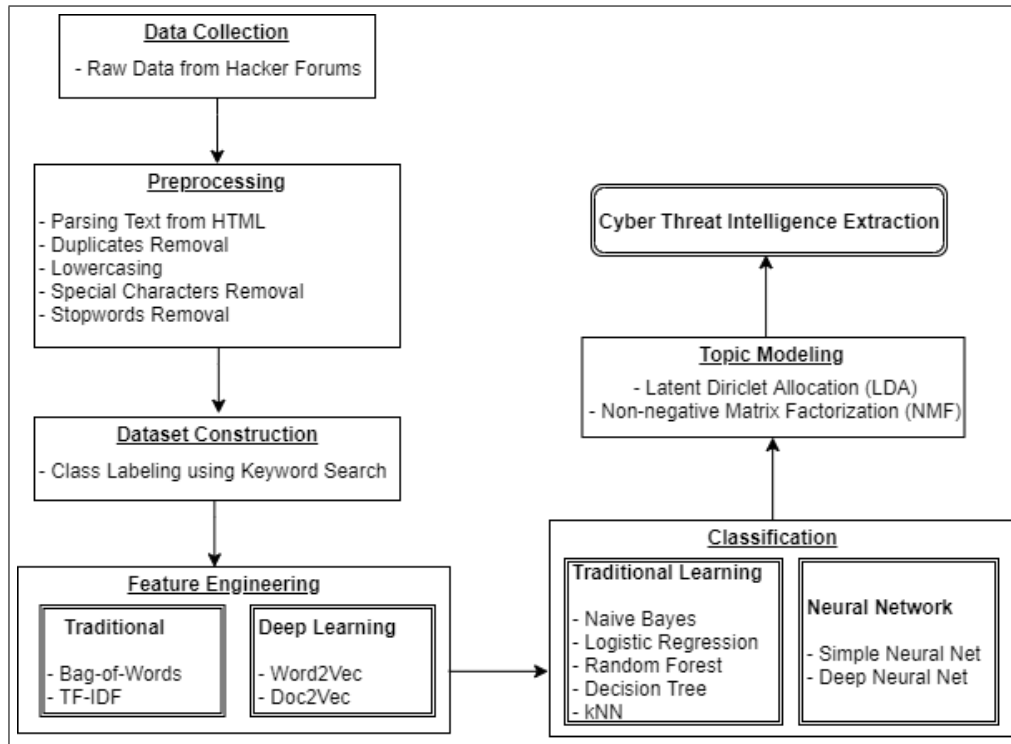 Data Collection
- Raw Data from Hacker Forums
Preprocessing
- Parsing Text from HTML
- Duplicates Removal
- Lowercasing
- Special Characters Removal
- Stopwords Removal
Dataset Construction
- Class Labeling using Keyword Search
Feature Engineering
Traditional
- Bag-of-Words
- TF-IDF
Deep Learning
- Word2Vec
- Doc2Vec
Classification
Traditional Learning
- Naive Bayes
- Logistic Regression
- Random Forest
- Decision Tree
- kNN
Neural Network
- Simple Neural Net
- Deep Neural Net
Topic Modeling
- Latent Diriclet Allocation (LDA)
- Non-negative Matrix Factorization (NMF)
Cyber Threat Intelligence Extraction